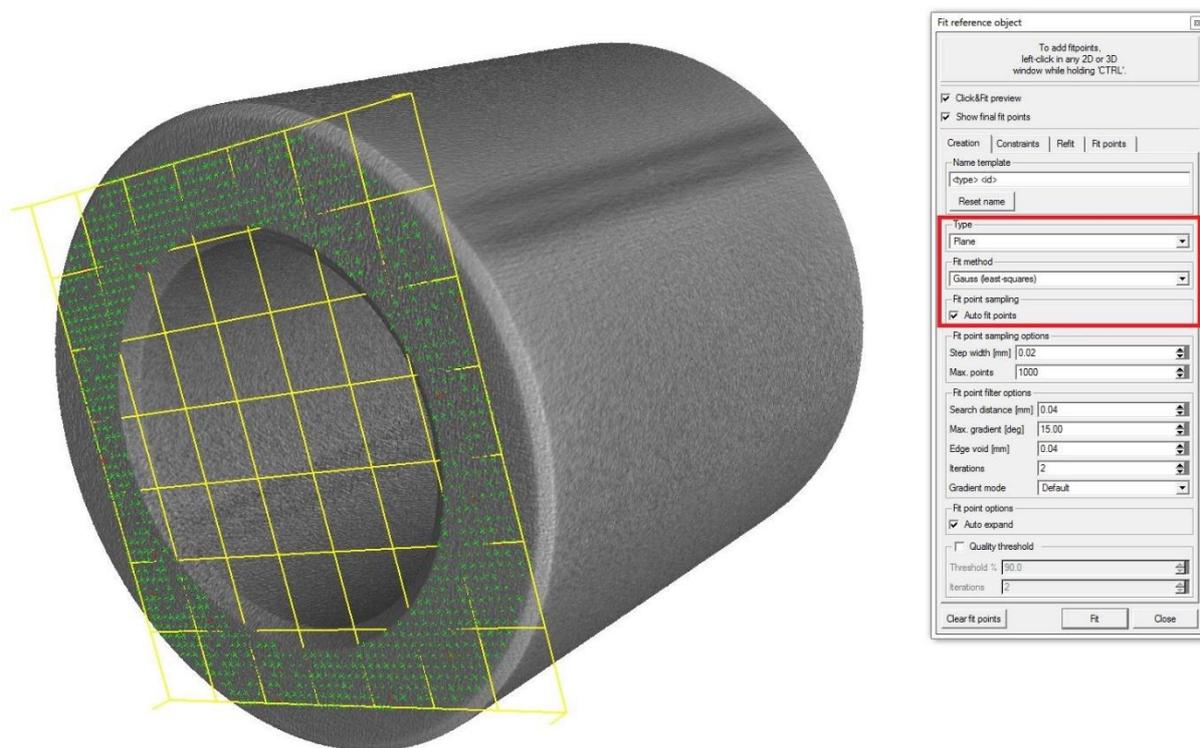 Fit reference object
To add fitpoints,
left-click in any 2D or 3D
window while holding 'CTRL'.
Click&Fit preview
Show final fit points
Creation Constraints Refit Fit points
Name template
<type> <id>
Reset name
Type
Plane
Fit method
Gauss (least-squares)
Fit point sampling
Auto fit points
Fit point sampling options
Step width [mm] 0.02
Max. points 1000
Fit point filter options
Search distance [mm] 0.04
Max. gradient [deg] 15.00
Edge void [mm] 0.04
Iterations 2
Gradient mode Default
Fit point options
Auto expand
Quality threshold
Threshold % 90.0
Iterations 2
Clear fit points Fit Close